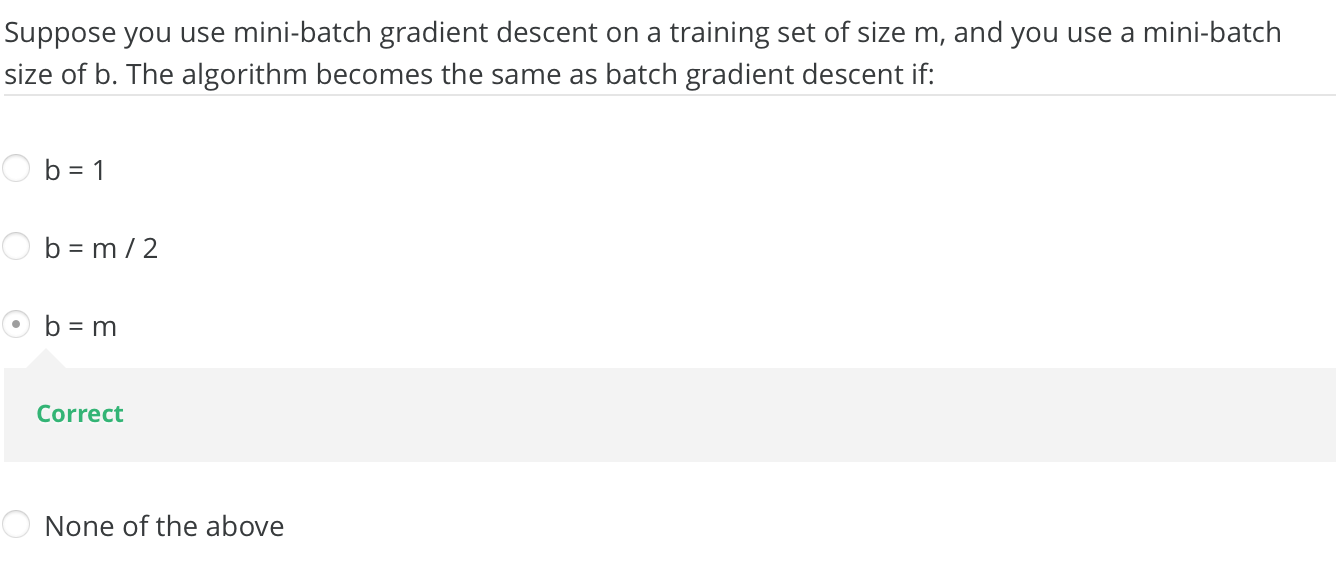 Suppose you use mini-batch gradient descent on a training set of size m, and you use a mini-batch
size of b. The algorithm becomes the same as batch gradient descent if:
b = 1
b = m / 2
b = m
Correct
None of the above